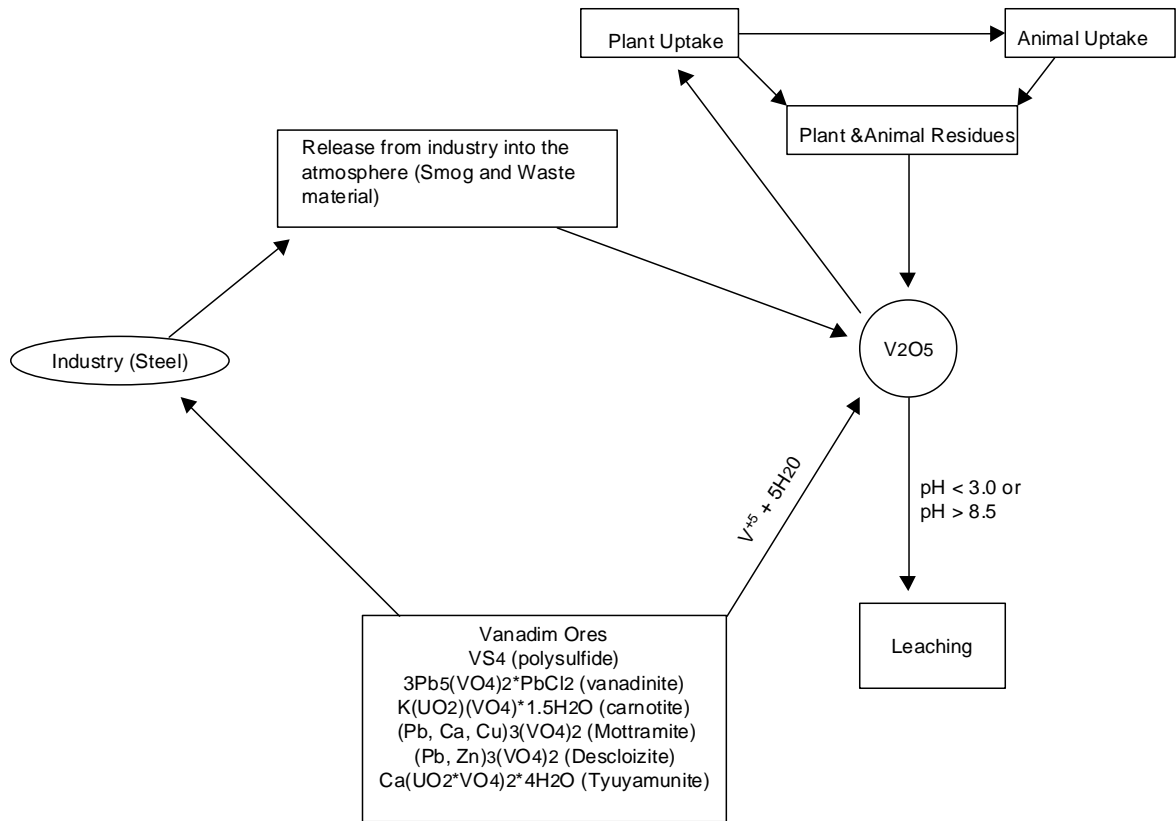 Plant Uptake
Animal Uptake
Plant &Animal Residues
Release from industry into the
atmosphere (Smog and Waste
material)
Industry (Steel)
V2O5
V+5 + 5H20
pH < 3.0 or
pH > 8.5
Leaching
Vanadim Ores
VS4 (polysulfide)
3Pb5(VO4)2*PbCl2 (vanadinite)
K(UO2)(VO4)*1.5H2O (carnotite)
(Pb, Ca, Cu)3(VO4)2 (Mottramite)
(Pb, Zn)3(VO4)2 (Descloizite)
Ca(UO2*VO4)2*4H2O (Tyuyamunite)